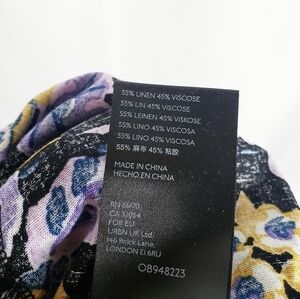 55% LINEN 45% VISCOSE
55% LIN 45% VISCOSE
55% LEINEN 45% VISKOSE
55% LINO 45% VISCOSA
55% LINO 45% VISCOSA
55% 麻布 45% 粘胶
MADE IN CHINA
HECHO EN CHINA
RN 66170
CA 32054
FOR EU
URBN UK Ltd.
146 Brick Lane,
LONDON E1 6RU
OB948223